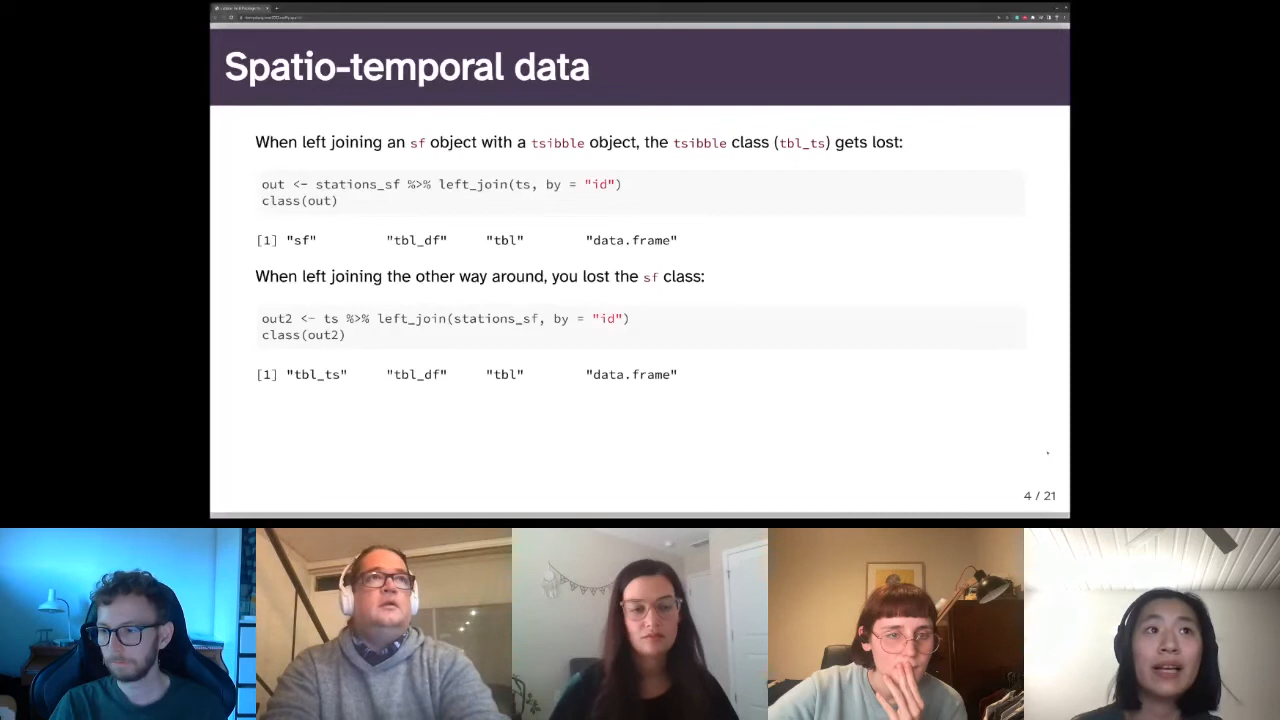 Spatio-temporal data
When left joining an sf object with a tsibble object, the tsibble class (tbl_ts) gets lost:
out <- stations_sf %>% left_join(ts, by = "id")
class(out)
[1] "sf" "tbl_df" "tbl" "data.frame"
When left joining the other way around, you lost the sf class:
out2 <- ts %>% left_join(stations_sf, by = "id")
class(out2)
[1] "tbl_ts" "tbl_df" "tbl" "data.frame"
4 / 21